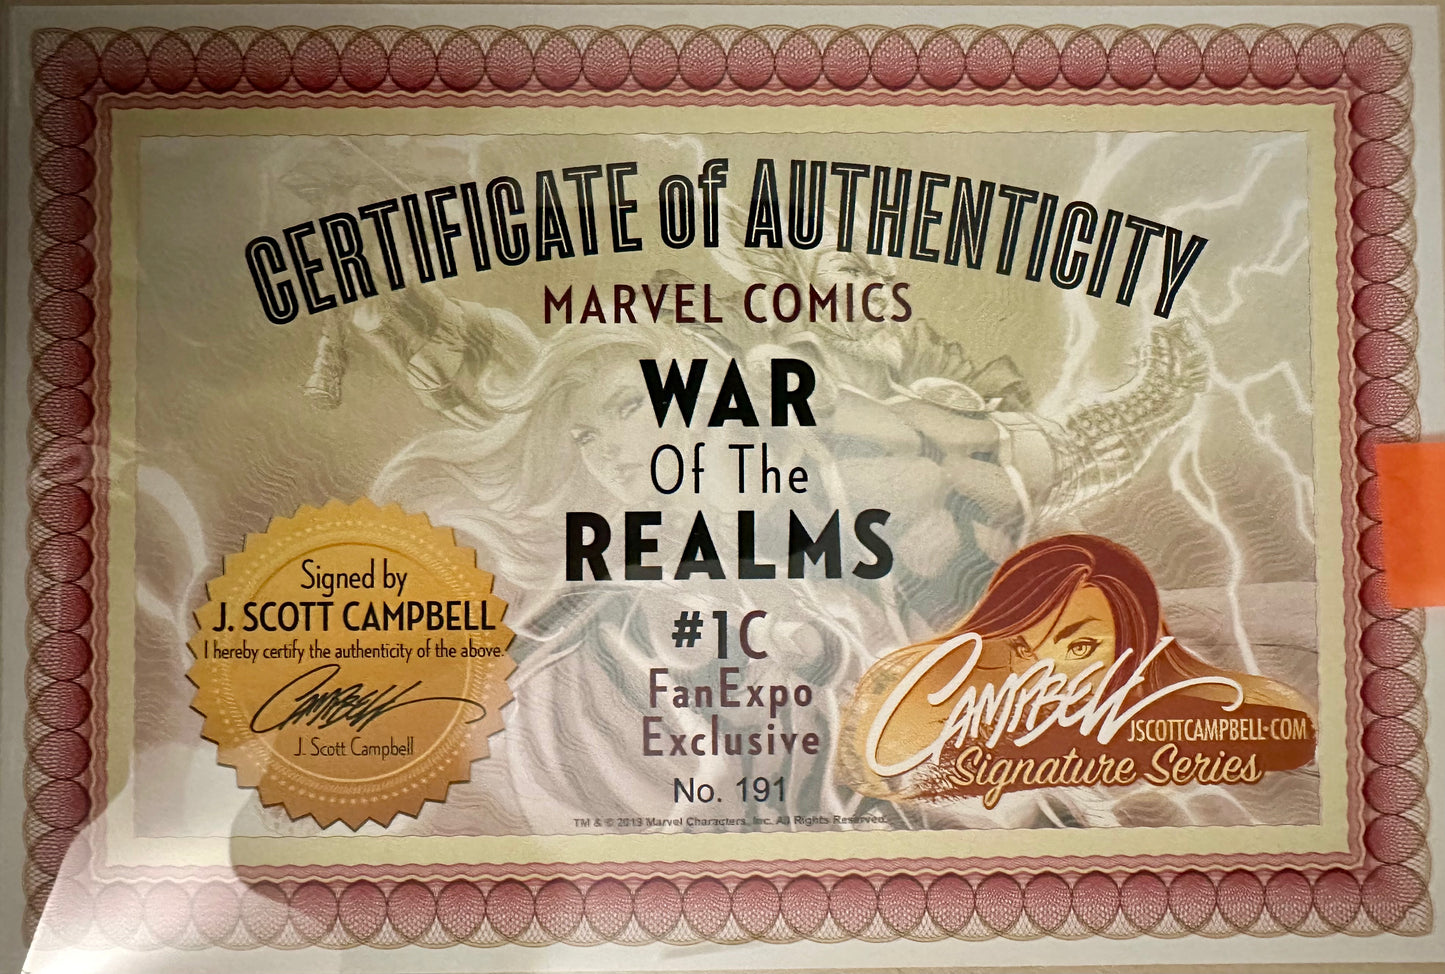 CERTIFICATE of AUTHENTICITY
MARVEL COMICS
WAR
Of The
REALMS
#1C
FanExpo
Exclusive
No. 191
TM & © 2019 Marvel Characters, Inc. All Rights Reserved.
Signed by
J. SCOTT CAMPBELL
I hereby certify the authenticity of the above.
CAMPBELL
J. Scott Campbell
CAMPBELL
JSCOTTCAMPBELL•COM
Signature Series